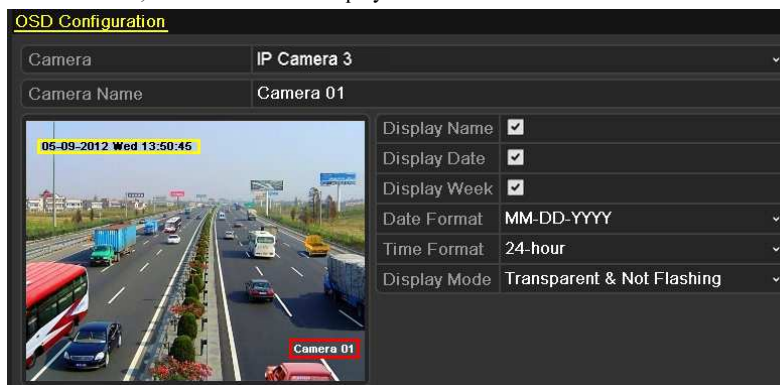 OSD Configuration
Camera IP Camera 3
Camera Name Camera 01
05-09-2012 Wed 13:50:45
Camera 01
Display Name
Display Date
Display Week
Date Format MM-DD-YYYY
Time Format 24-hour
Display Mode Transparent & Not Flashing